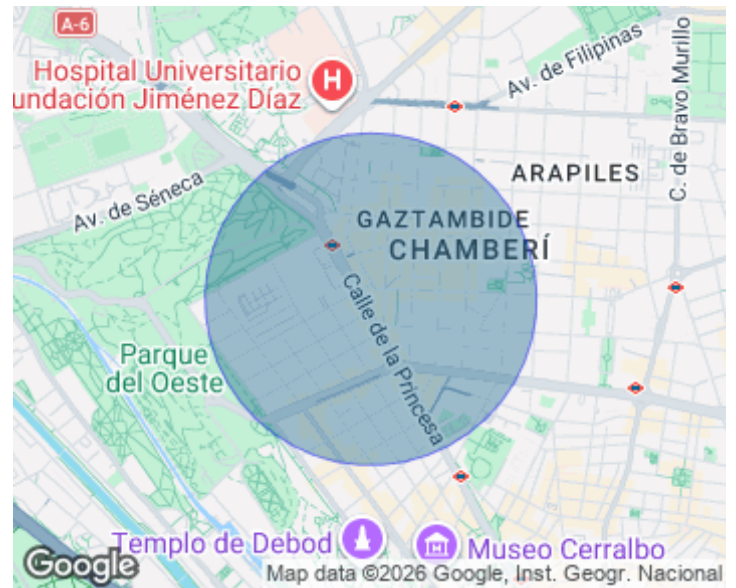 A-6
Hospital Universitario
undación Jiménez Díaz
H
Av. de Filipinas
C. de Bravo Murillo
ARAPILES
Av. de Séneca
GAZTAMBIDE
CHAMBERÍ
Calle de la Princesa
Parque
del Oeste
Templo de Debod
Museo Cerralbo
Google
Map data ©2026 Google, Inst. Geogr. Nacional